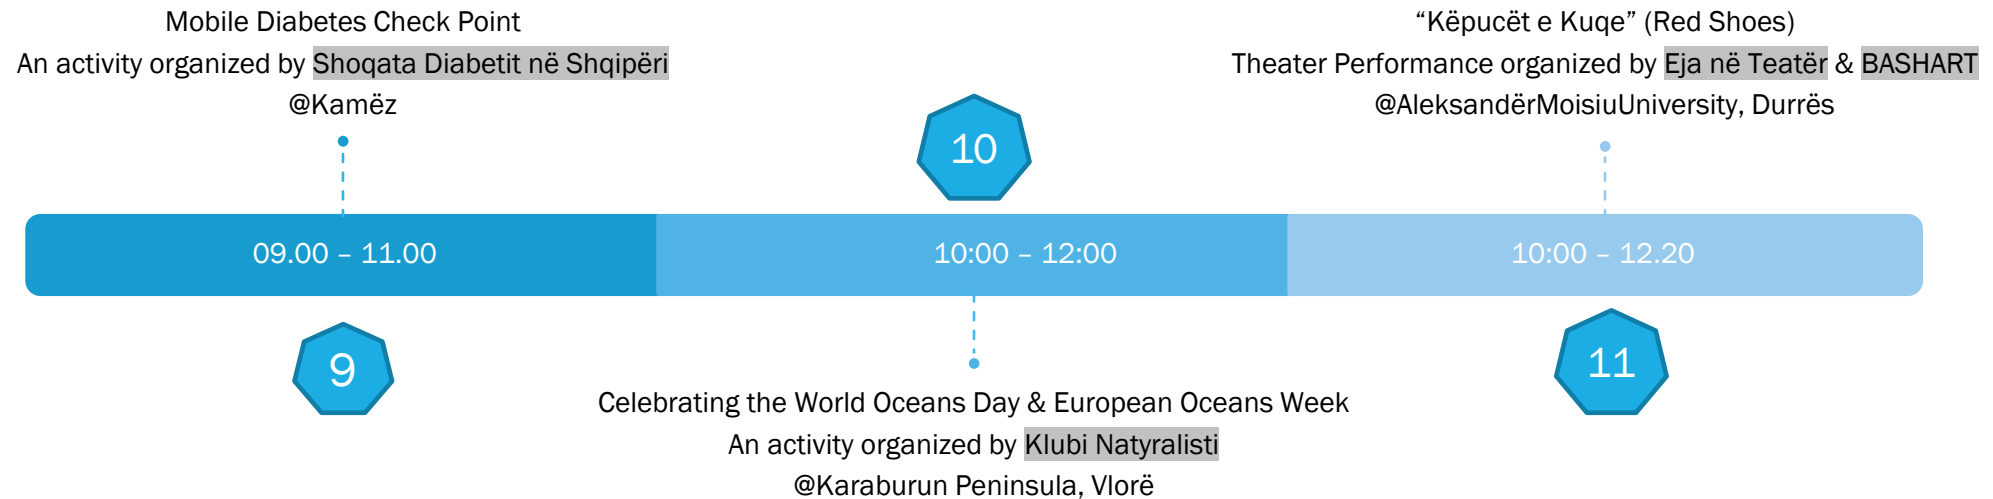 Mobile Diabetes Check Point
An activity organized by Shoqata Diabetit në Shqipëri
@Kamëz
“Këpucët e Kuqe” (Red Shoes)
Theater Performance organized by Eja në Teatër & BASHART
@AleksandërMoisiuUniversity, Durrës
10
09.00 – 11.00
10:00 – 12:00
10:00 – 12.20
9
11
Celebrating the World Oceans Day & European Oceans Week
An activity organized by Klubi Natyralisti
@Karaburun Peninsula, Vlorë